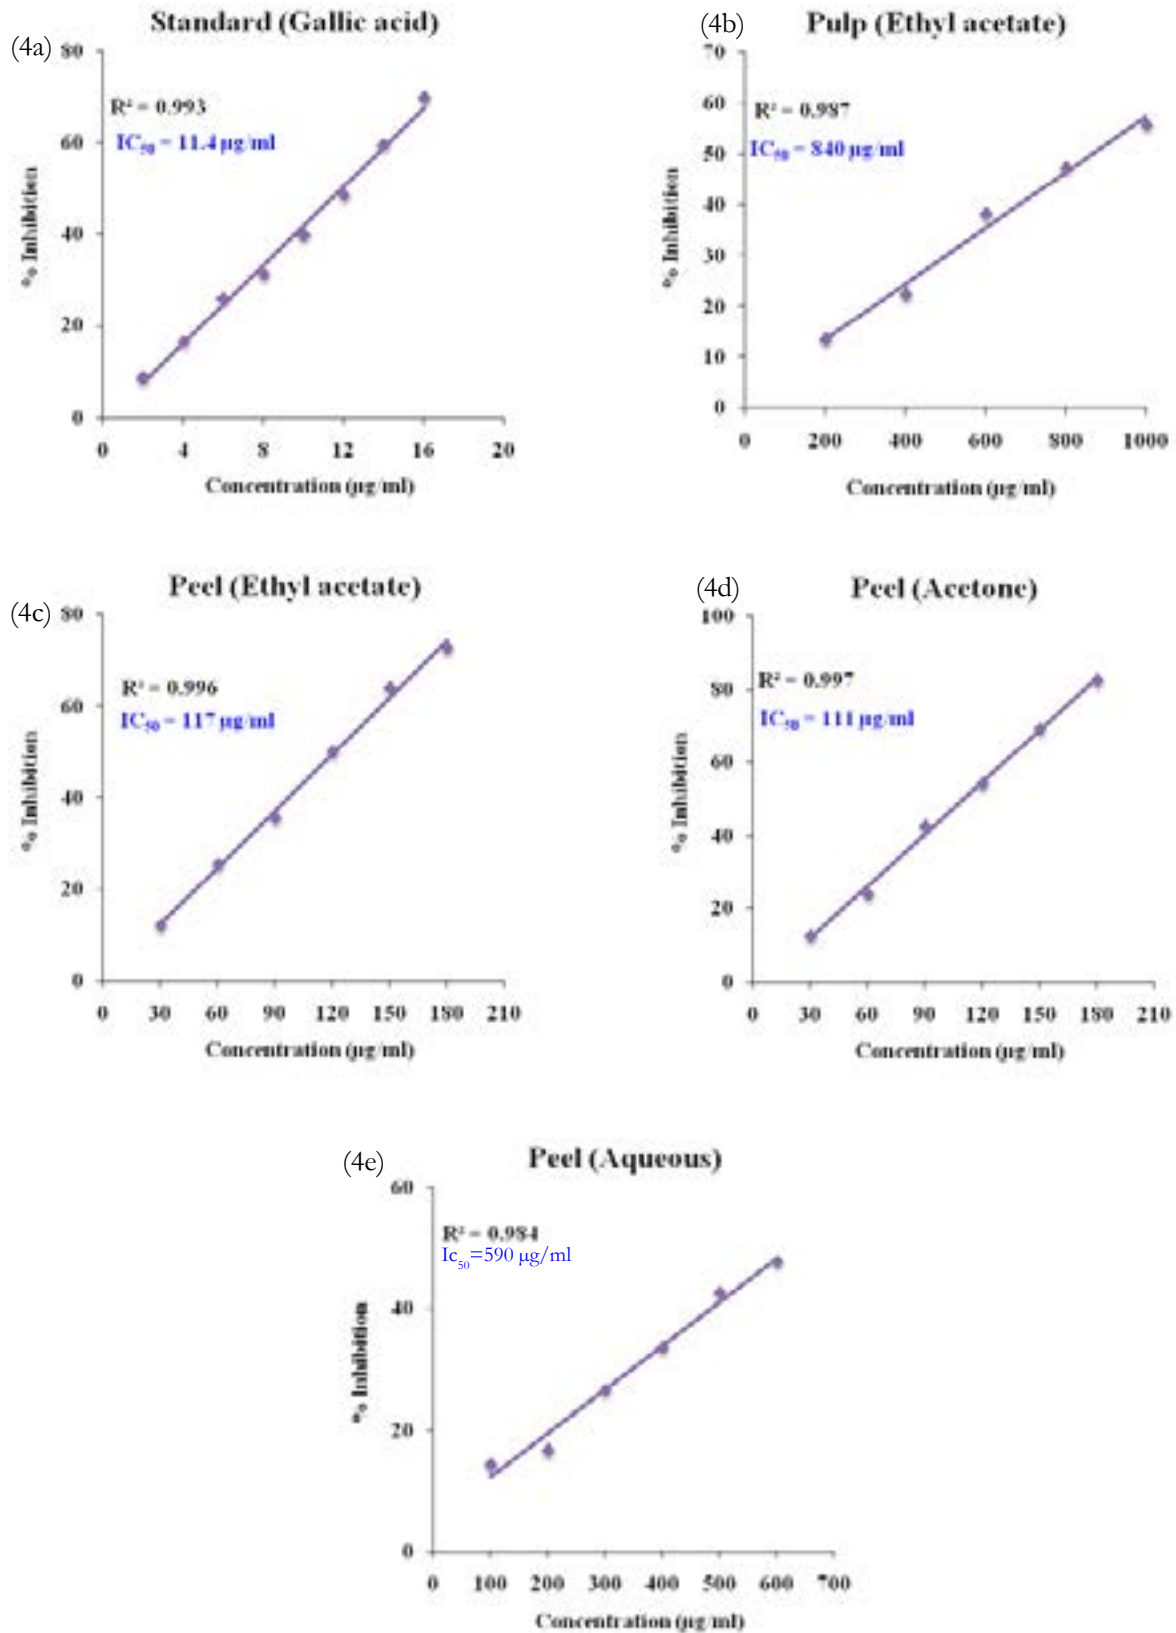 (4a)
Standard (Gallic acid)
80
60
40
20
0
R² = 0.993
IC₅₀ = 11.4 µg/ml
% Inhibition
0 4 8 12 16 20
Concentration (µg/ml)
(4b)
Pulp (Ethyl acetate)
70
60
50
40
30
20
10
0
R² = 0.987
IC₅₀ = 840 µg/ml
% Inhibition
0 200 400 600 800 1000
Concentration (µg/ml)
(4c)
Peel (Ethyl acetate)
80
60
40
20
0
R² = 0.996
IC₅₀ = 117 µg/ml
% Inhibition
0 30 60 90 120 150 180 210
Concentration (µg/ml)
(4d)
Peel (Acetone)
100
80
60
40
20
0
R² = 0.997
IC₅₀ = 111 µg/ml
% Inhibition
0 30 60 90 120 150 180 210
Concentration (µg/ml)
(4e)
Peel (Aqueous)
60
40
20
0
R² = 0.984
Ic₅₀=590 µg/ml
% Inhibition
0 100 200 300 400 500 600 700
Concentration (µg/ml)